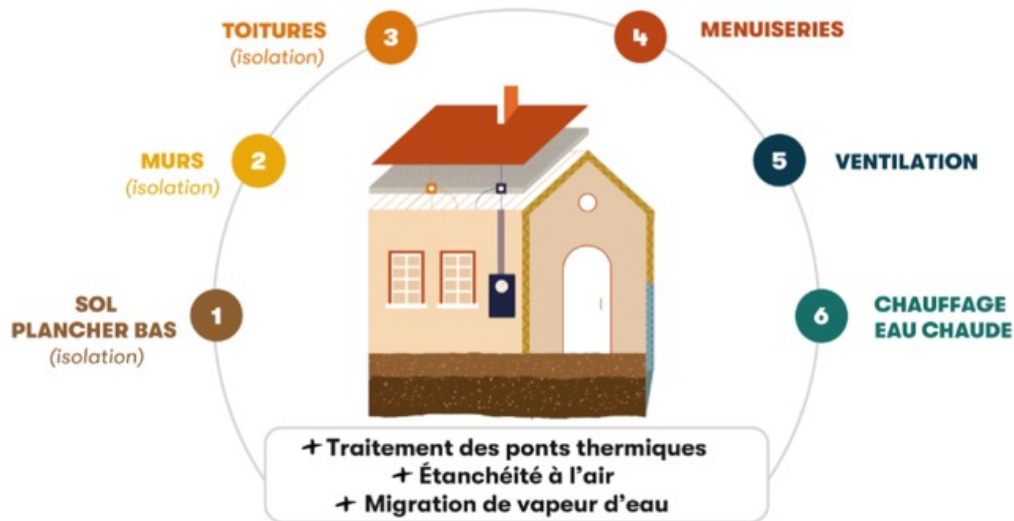 TOITURES
(isolation)
3
4
MENUISERIES
MURS
(isolation)
2
5
VENTILATION
SOL
PLANCHER BAS
(isolation)
1
6
CHAUFFAGE
EAU CHAUDE
+ Traitement des ponts thermiques
+ Étanchéité à l'air
+ Migration de vapeur d'eau